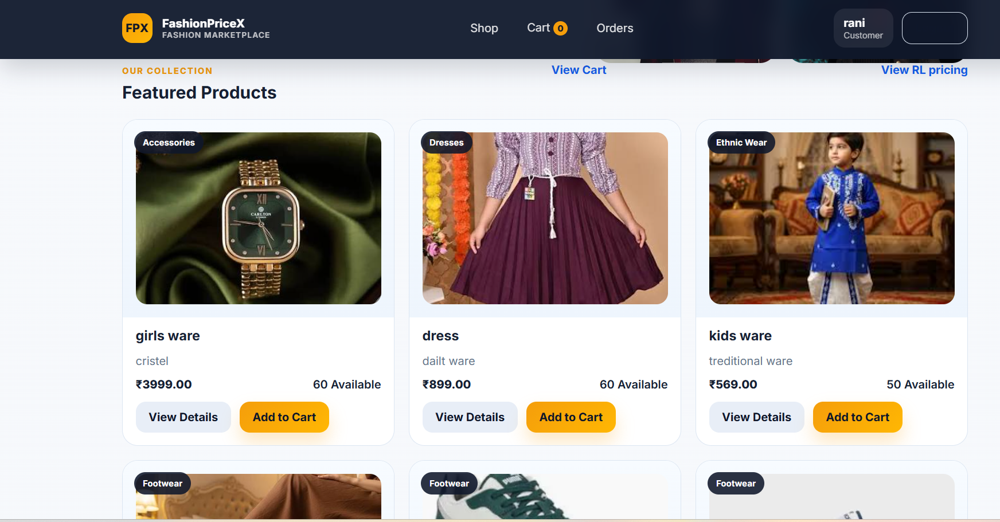 FPX
FashionPriceX
FASHION MARKETPLACE
Shop
Cart 0
Orders
rani
Customer
OUR COLLECTION
View Cart
View RL pricing
Featured Products
Accessories
XII
CARLTON
VI
girls ware
cristel
₹3999.00
60 Available
View Details
Add to Cart
Dresses
dress
dailt ware
₹899.00
60 Available
View Details
Add to Cart
Ethnic Wear
kids ware
treditional ware
₹569.00
50 Available
View Details
Add to Cart
Footwear
Footwear
Footwear